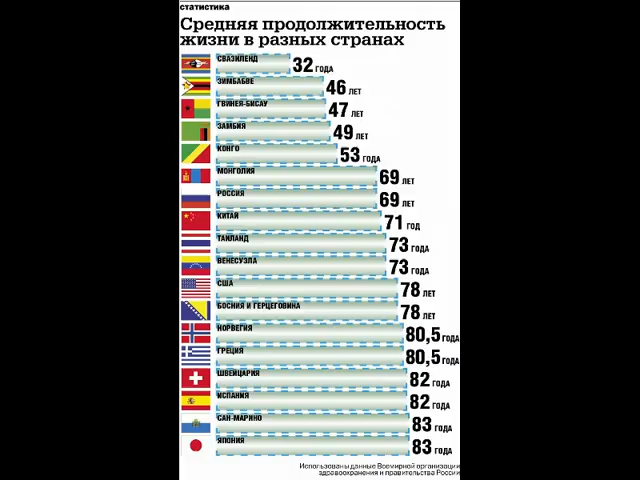 статистика
Средняя продолжительность
жизни в разных странах
СВАЗИЛЕНД 32 ГОДА
ЗИМБАБВЕ 46 ЛЕТ
ГВИНЕЯ-БИСАУ 47 ЛЕТ
ЗАМБИЯ 49 ЛЕТ
КОНГО 53 ГОДА
МОНГОЛИЯ 69 ЛЕТ
РОССИЯ 69 ЛЕТ
КИТАЙ 71 ГОД
ТАИЛАНД 73 ГОДА
ВЕНЕСУЭЛА 73 ГОДА
США 78 ЛЕТ
БОСНИЯ И ГЕРЦЕГОВИНА 78 ЛЕТ
НОРВЕГИЯ 80,5 ГОДА
ГРЕЦИЯ 80,5 ГОДА
ШВЕЙЦАРИЯ 82 ГОДА
ИСПАНИЯ 82 ГОДА
САН-МАРИНО 83 ГОДА
ЯПОНИЯ 83 ГОДА
Использованы данные Всемирной организации
здравоохранения и правительства России